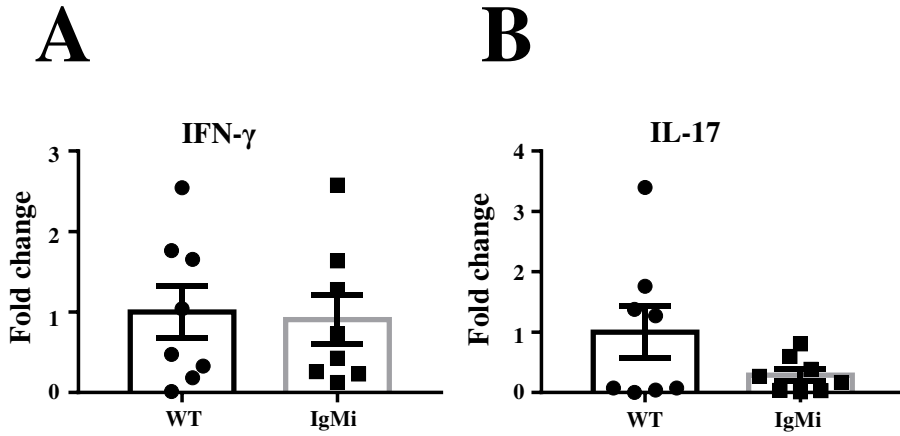 A
B
IFN-γ
IL-17
Fold change
3
2
1
0
WT
IgMi
Fold change
4
3
2
1
0
WT
IgMi